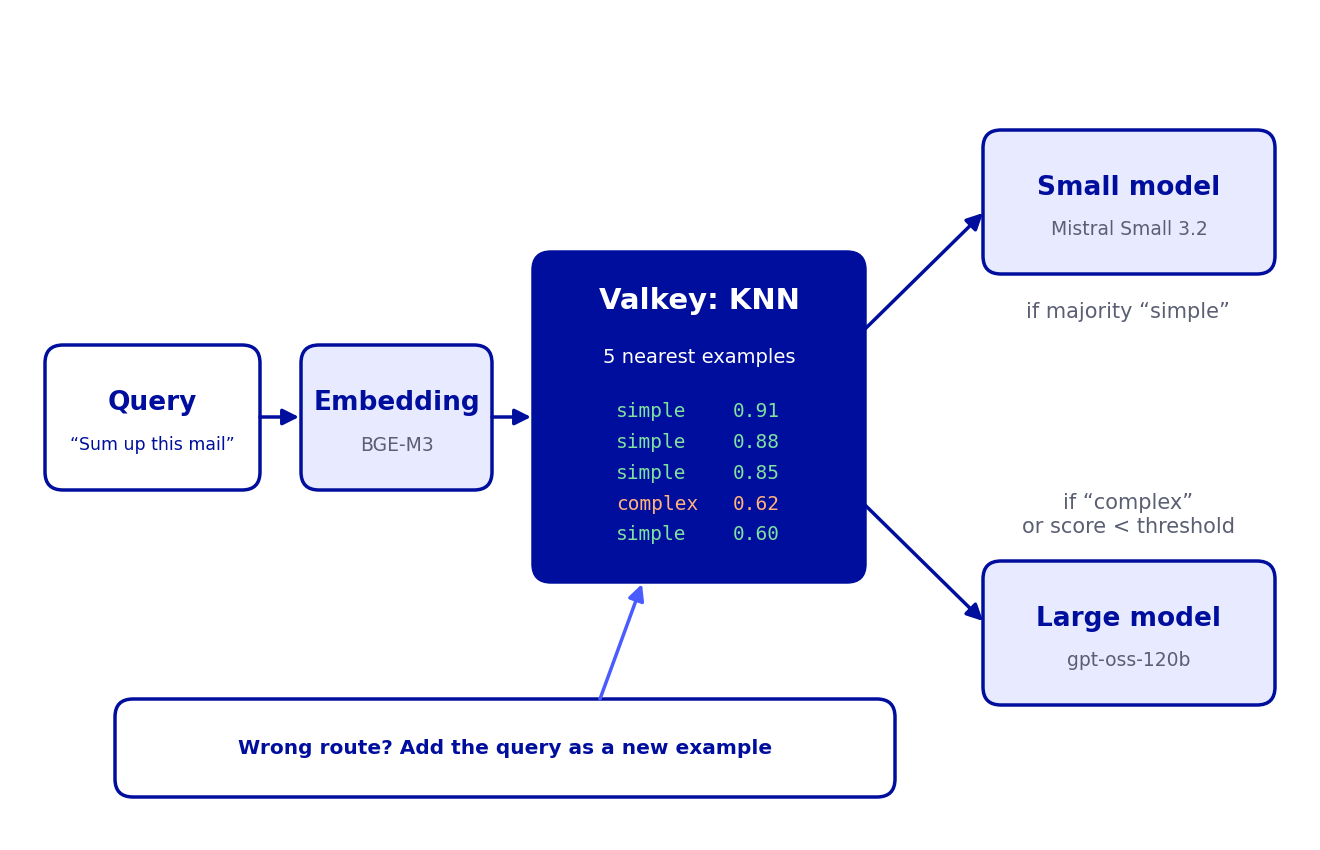 Query
“Sum up this mail”
Embedding
BGE-M3
Valkey: KNN
5 nearest examples
simple 0.91
simple 0.88
simple 0.85
complex 0.62
simple 0.60
Small model
Mistral Small 3.2
if majority “simple”
if “complex”
or score < threshold
Large model
gpt-oss-120b
Wrong route? Add the query as a new example